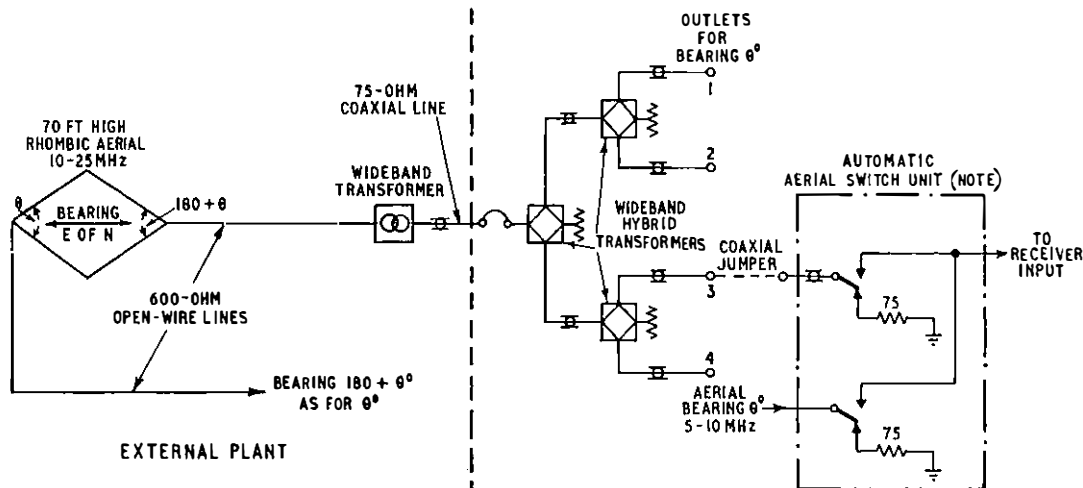 OUTLETS
FOR
BEARING θ°
1
2
3
4
70 FT HIGH
RHOMBIC AERIAL
10-25MHz
θ
BEARING
E OF N
180 + θ
75-OHM
COAXIAL LINE
WIDEBAND
TRANSFORMER
600-OHM
OPEN-WIRE LINES
BEARING 180 + θ°
AS FOR θ°
EXTERNAL PLANT
WIDEBAND
HYBRID
TRANSFORMERS
COAXIAL
JUMPER
AERIAL
BEARING θ°
5-10 MHz
AUTOMATIC
AERIAL SWITCH UNIT (NOTE)
75
75
TO
RECEIVER
INPUT